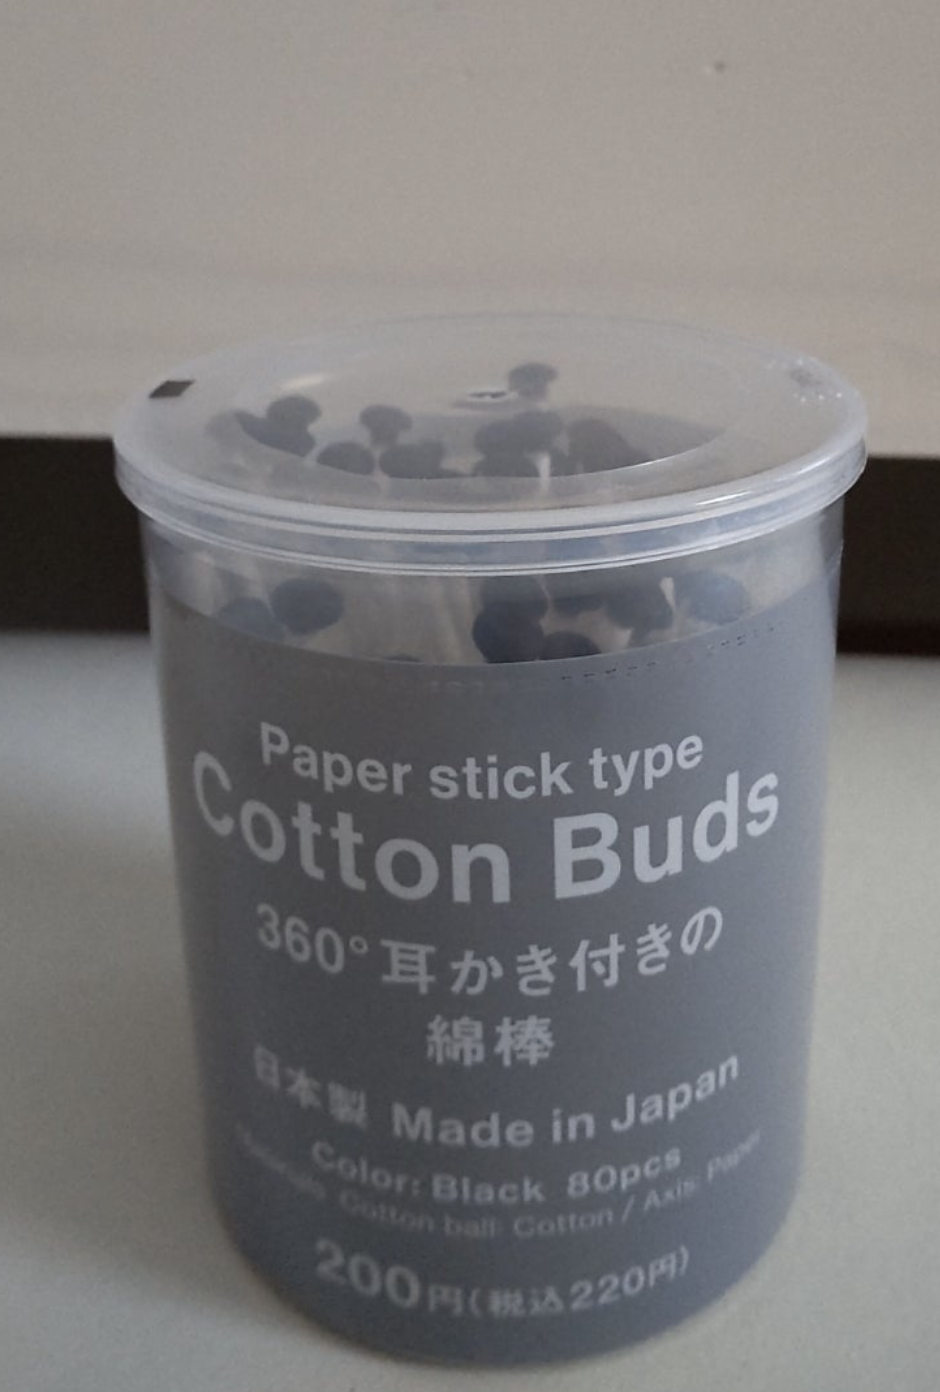 Paper stick type
Cotton Buds
360°耳かき付きの
綿棒
日本製 Made in Japan
Color: Black 80pcs
Cotton ball: Cotton / Axis: Paper
200円(税込220円)